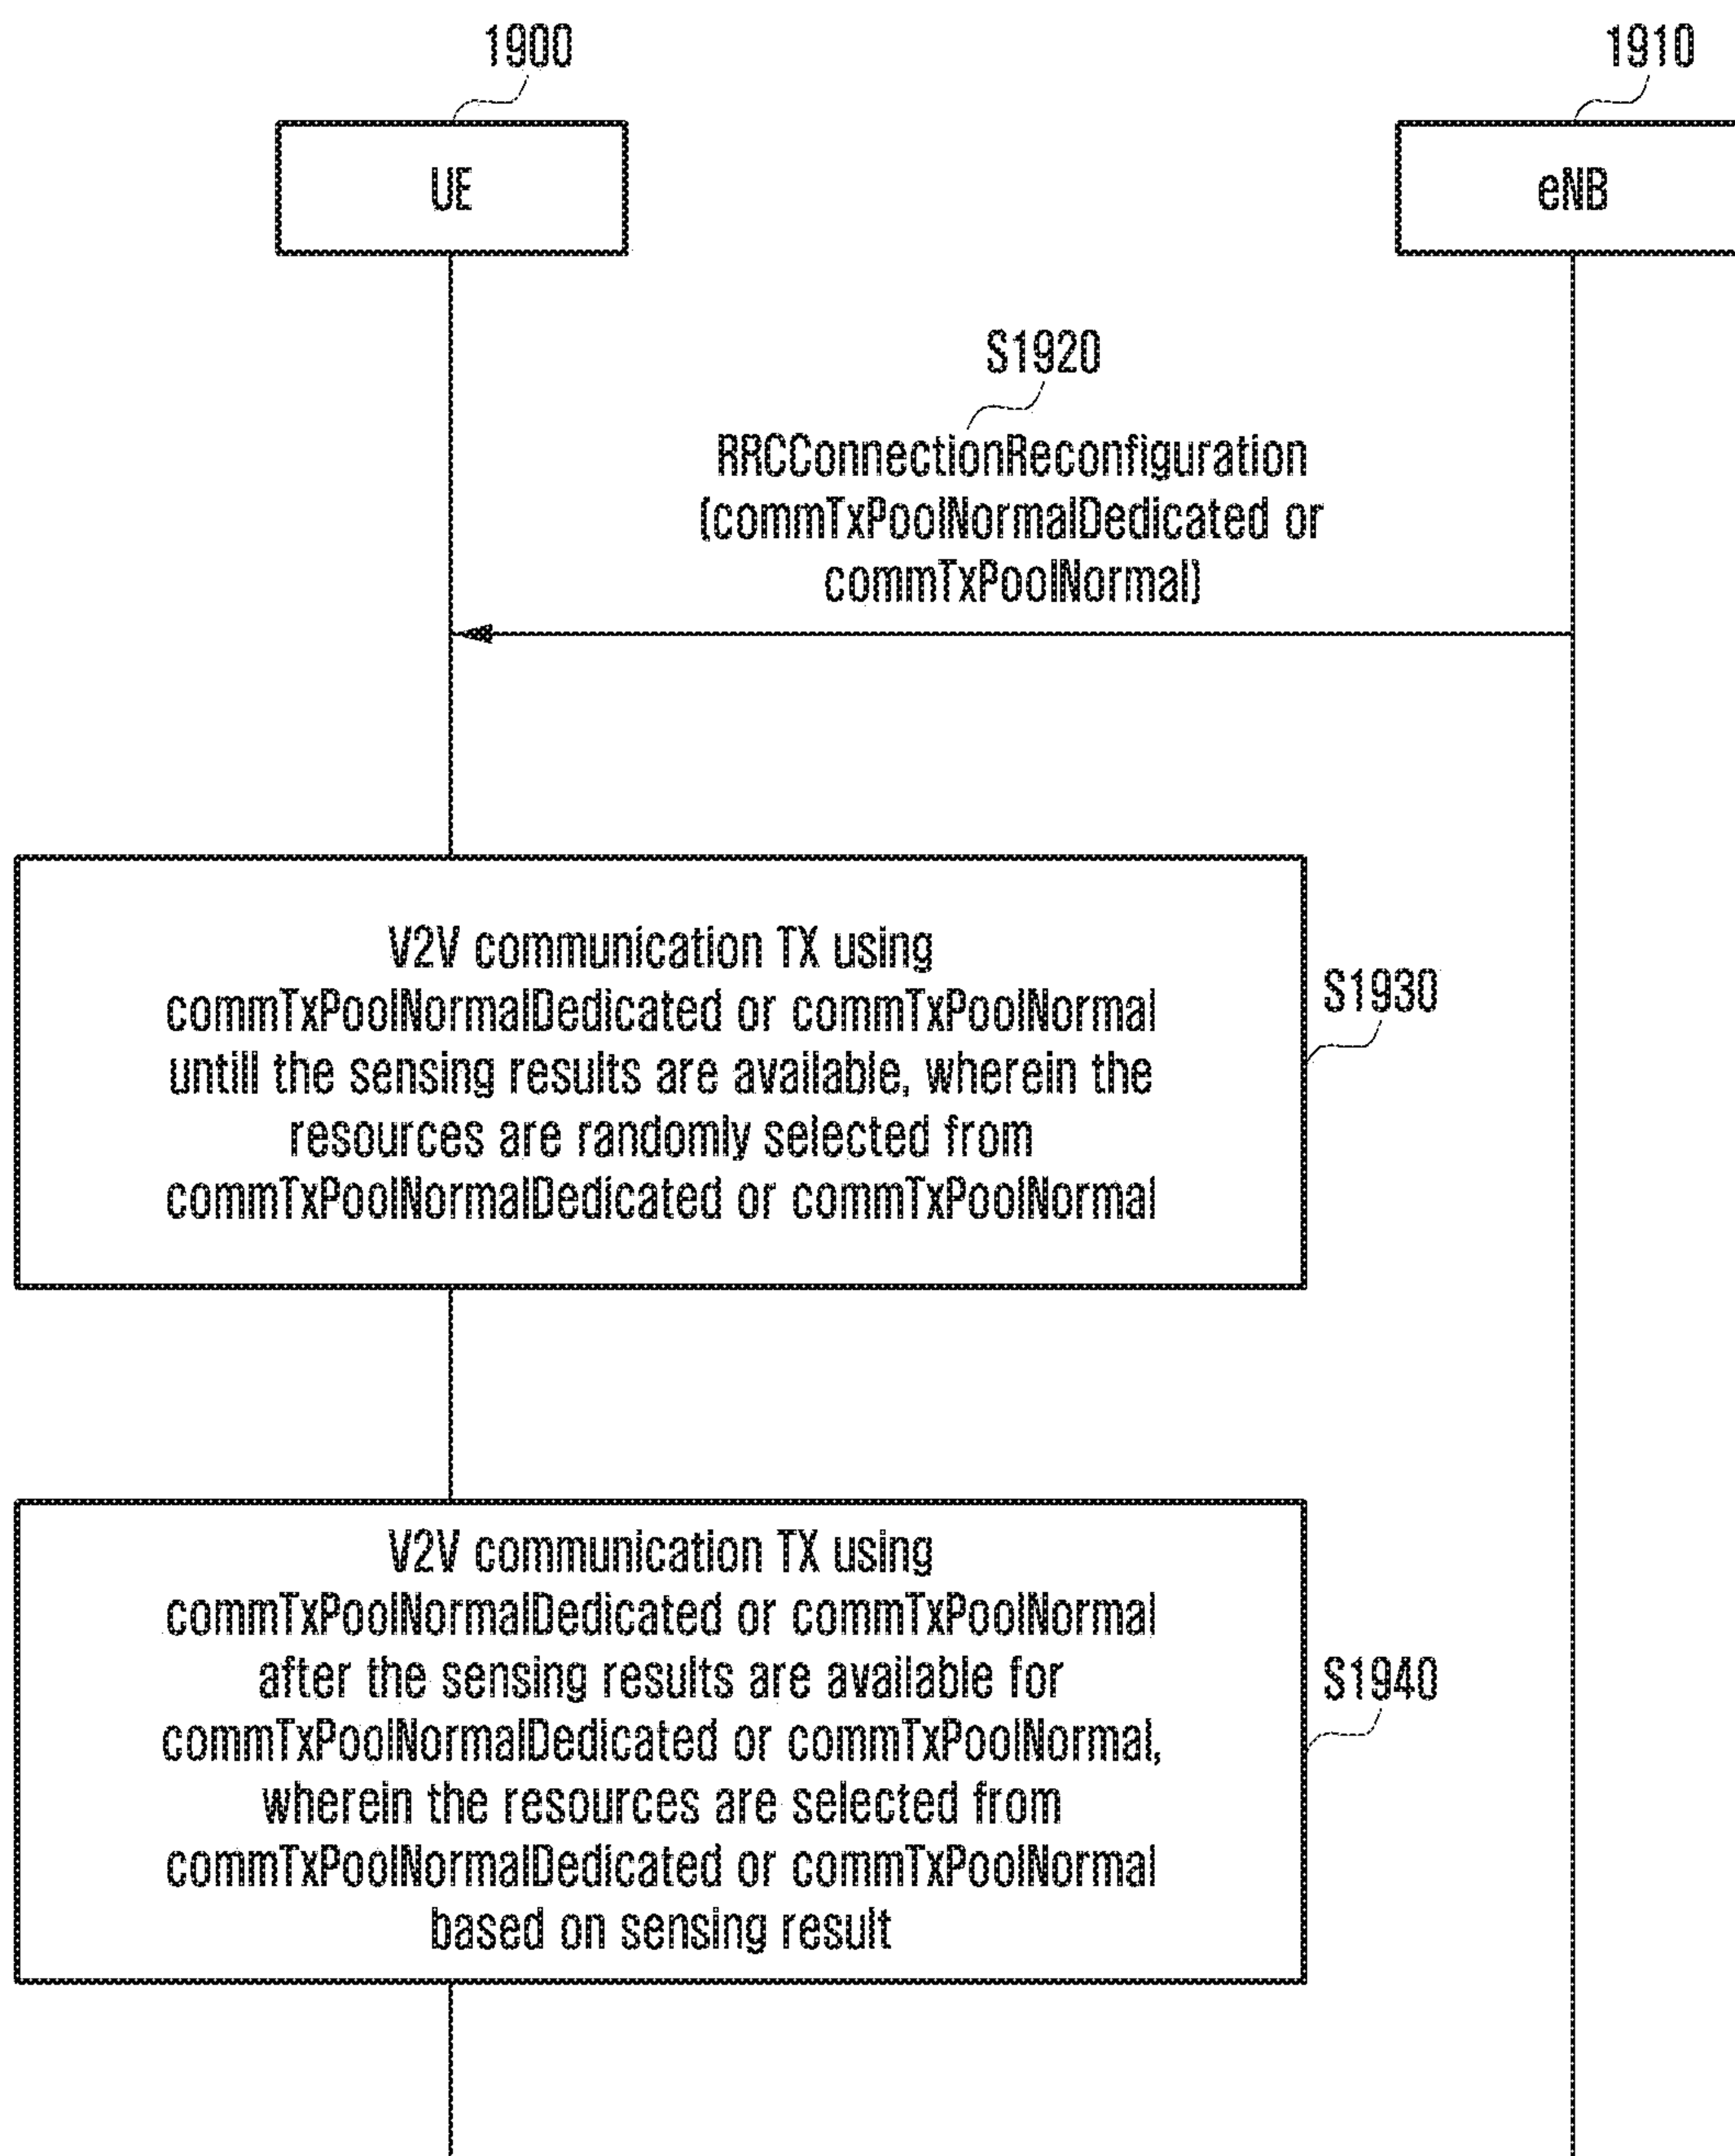 1900
1910
UE
eNB
S1920
RRCConnectionReconfiguration
(commTxPoolNormalDedicated or
commTxPoolNormal)
V2V communication TX using
commTxPoolNormalDedicated or commTxPoolNormal
untill the sensing results are available, wherein the
resources are randomly selected from
commTxPoolNormalDedicated or commTxPoolNormal
S1930
V2V communication TX using
commTxPoolNormalDedicated or commTxPoolNormal
after the sensing results are available for
commTxPoolNormalDedicated or commTxPoolNormal,
wherein the resources are selected from
commTxPoolNormalDedicated or commTxPoolNormal
based on sensing result
S1940